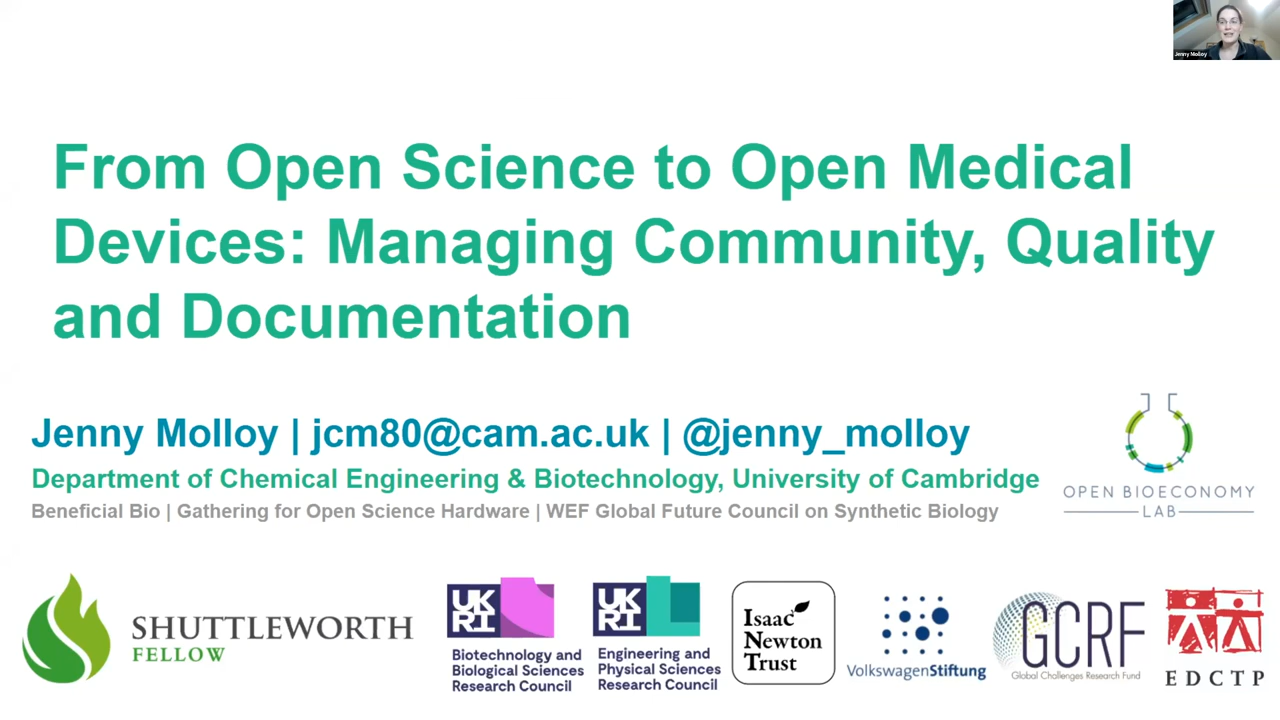 Jenny Molloy
From Open Science to Open Medical
Devices: Managing Community, Quality
and Documentation
Jenny Molloy | jcm80@cam.ac.uk | @jenny_molloy
Department of Chemical Engineering & Biotechnology, University of Cambridge
Beneficial Bio | Gathering for Open Science Hardware | WEF Global Future Council on Synthetic Biology
OPEN BIOECONOMY
LAB
SHUTTLEWORTH
FELLOW
UK
RI
Biotechnology and
Biological Sciences
Research Council
UK
RI
Engineering and
Physical Sciences
Research Council
Isaac
Newton
Trust
VolkswagenStiftung
GCRF
Global Challenges Research Fund
EDCTP